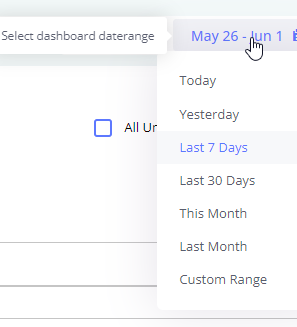 Select dashboard daterange
May 26 - Jun 1
Today
Yesterday
All
Last 7 Days
Last 30 Days
This Month
Last Month
Custom Range